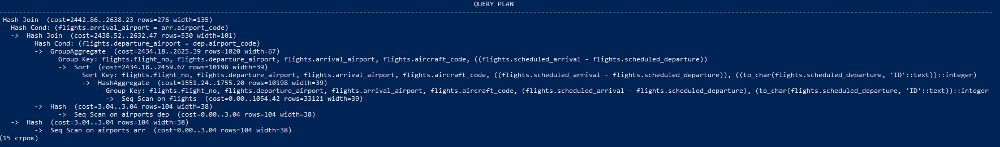 QUERY PLAN
--------------------------------------------------------------------------------------------------------------------------------------------------------------------------------------------------------------------------------------------------------------
Hash Join  (cost=2442.86..2638.23 rows=276 width=135)
  Hash Cond: (flights.arrival_airport = arr.airport_code)
  ->  Hash Join  (cost=2438.52..2632.47 rows=530 width=101)
        Hash Cond: (flights.departure_airport = dep.airport_code)
        ->  GroupAggregate  (cost=2434.18..2625.39 rows=1020 width=67)
              Group Key: flights.flight_no, flights.departure_airport, flights.arrival_airport, flights.aircraft_code, ((flights.scheduled_arrival - flights.scheduled_departure))
              ->  Sort  (cost=2434.18..2459.67 rows=10198 width=39)
                    Sort Key: flights.flight_no, flights.departure_airport, flights.arrival_airport, flights.aircraft_code, ((flights.scheduled_arrival - flights.scheduled_departure)), ((to_char(flights.scheduled_departure, 'ID'::text))::integer)
                    ->  HashAggregate  (cost=1551.24..1755.20 rows=10198 width=39)
                          Group Key: flights.flight_no, flights.departure_airport, flights.arrival_airport, flights.aircraft_code, (flights.scheduled_arrival - flights.scheduled_departure), (to_char(flights.scheduled_departure, 'ID'::text))::integer
                          ->  Seq Scan on flights  (cost=0.00..1054.42 rows=33121 width=39)
        ->  Hash  (cost=3.04..3.04 rows=104 width=38)
              ->  Seq Scan on airports dep  (cost=0.00..3.04 rows=104 width=38)
  ->  Hash  (cost=3.04..3.04 rows=104 width=38)
        ->  Seq Scan on airports arr  (cost=0.00..3.04 rows=104 width=38)
(15 строк)